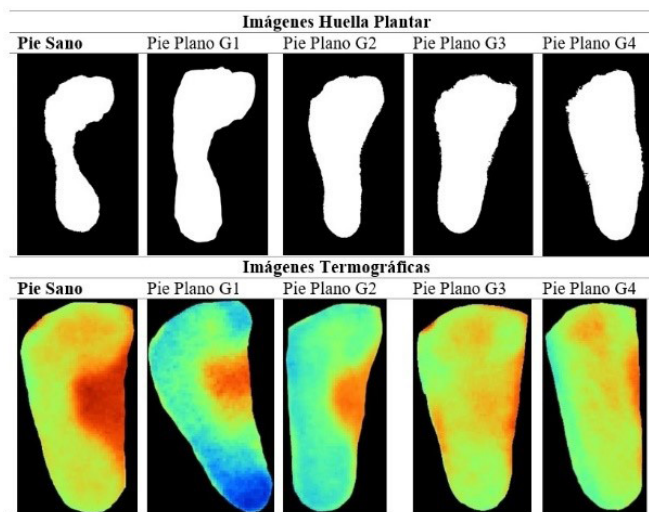 Imágenes Huella Plantar
Pie Sano Pie Plano G1 Pie Plano G2 Pie Plano G3 Pie Plano G4
Imágenes Termográficas
Pie Sano Pie Plano G1 Pie Plano G2 Pie Plano G3 Pie Plano G4